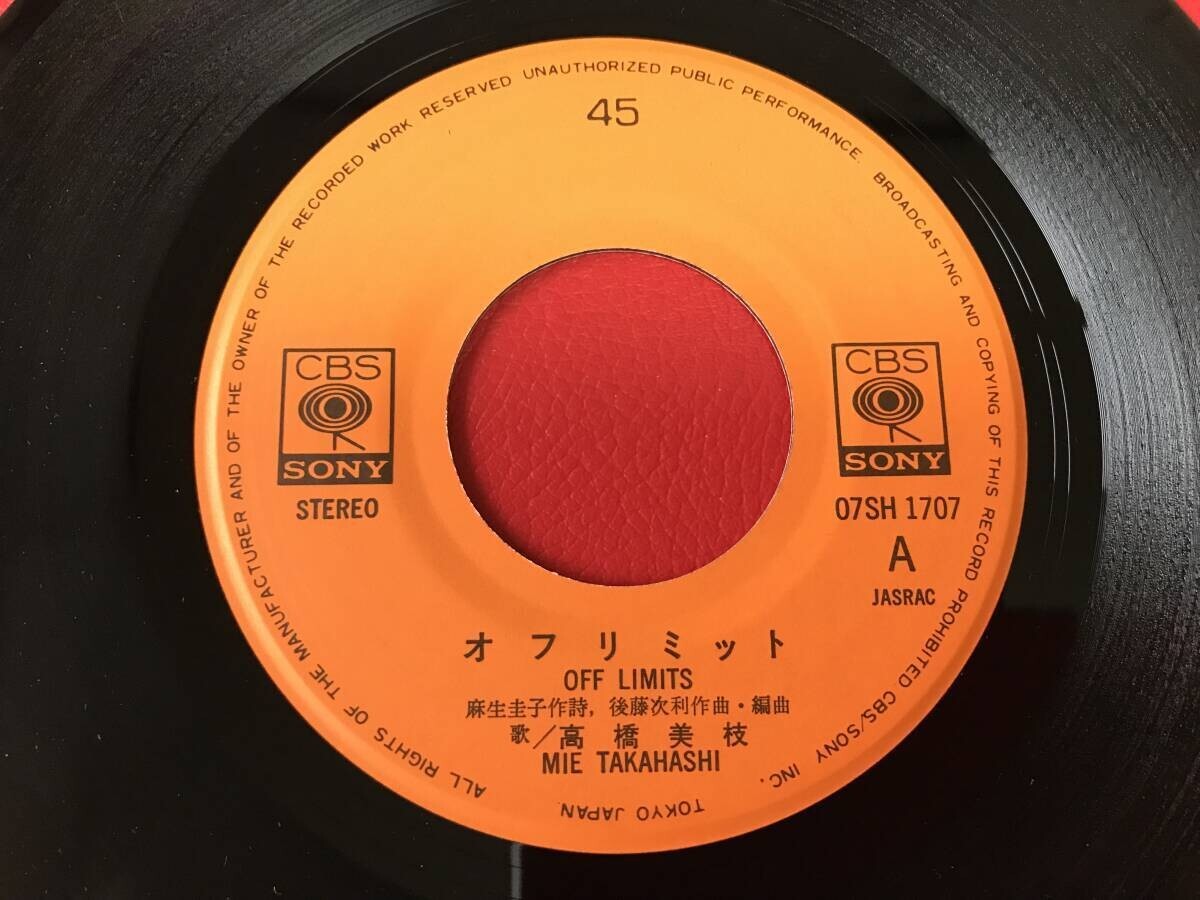 ALL RIGHTS OF THE MANUFACTURER AND OF THE OWNER OF THE RECORDED WORK RESERVED UNAUTHORIZED PUBLIC PERFORMANCE. BROADCASTING AND COPYING OF THIS RECORD PROHIBITED CBS/SONY INC.
TOKYO JAPAN
45
CBS
SONY
STEREO
CBS
SONY
07SH 1707
A
JASRAC
オフリミット
OFF LIMITS
麻生圭子作詩, 後藤次利作曲・編曲
歌/高橋美枝
MIE TAKAHASHI